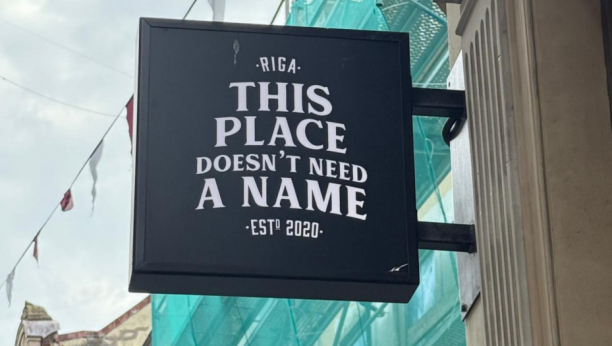 ·RIGA·
THIS
PLACE
DOESN'T NEED
A NAME
·ESTD 2020·